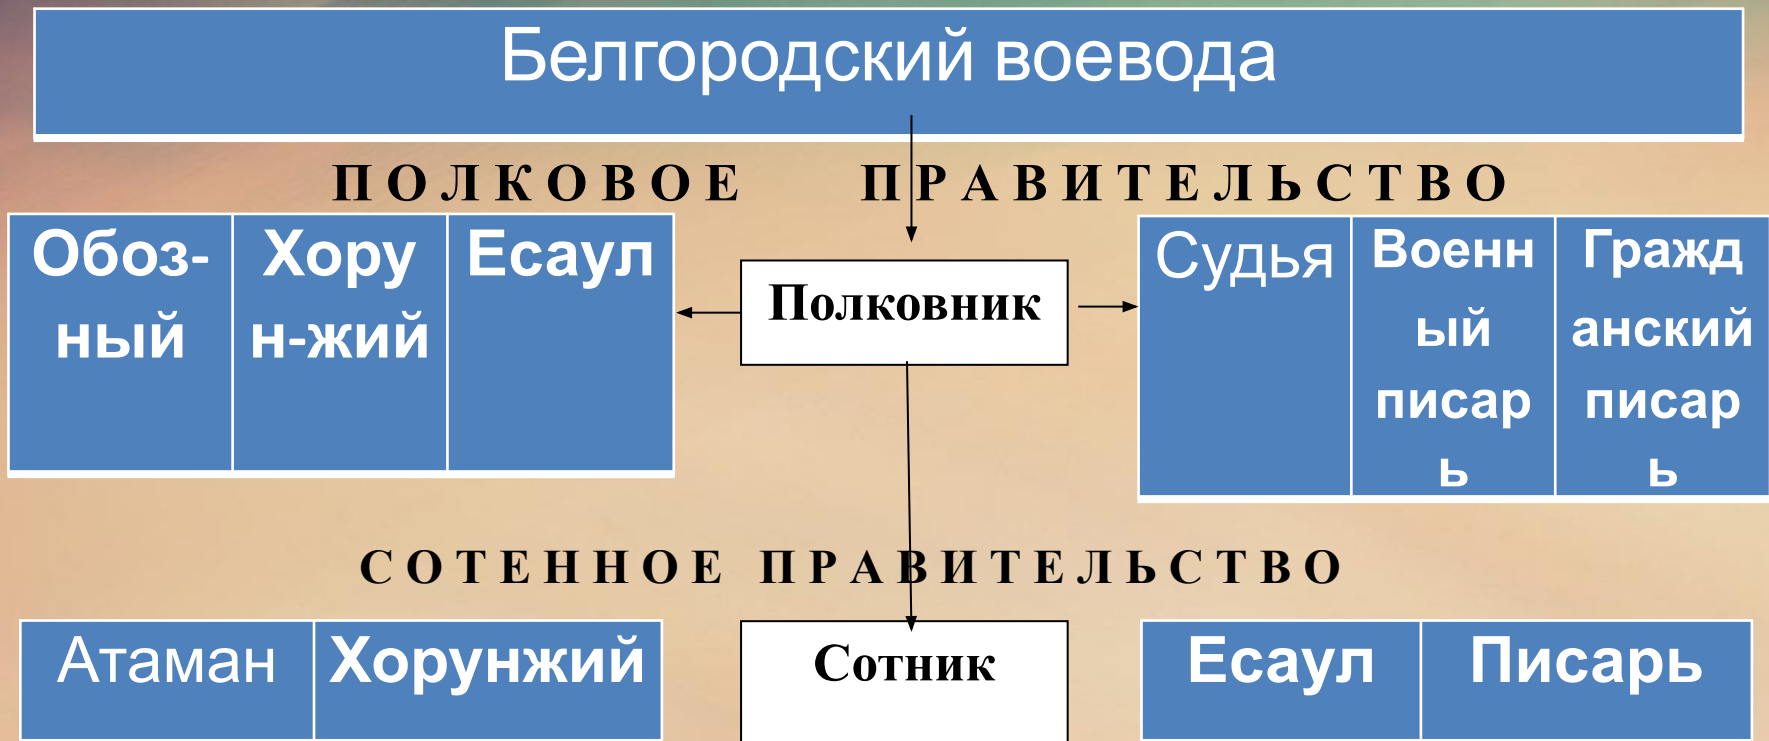 Белгородский воевода
ПОЛКОВОЕ ПРАВИТЕЛЬСТВО
Обоз-
ный
Хору
н-жий
Есаул
Полковник
Судья
Военн
ый
писар
ь
Гражд
анский
писар
ь
СОТЕННОЕ ПРАВИТЕЛЬСТВО
Атаман
Хорунжий
Сотник
Есаул
Писарь